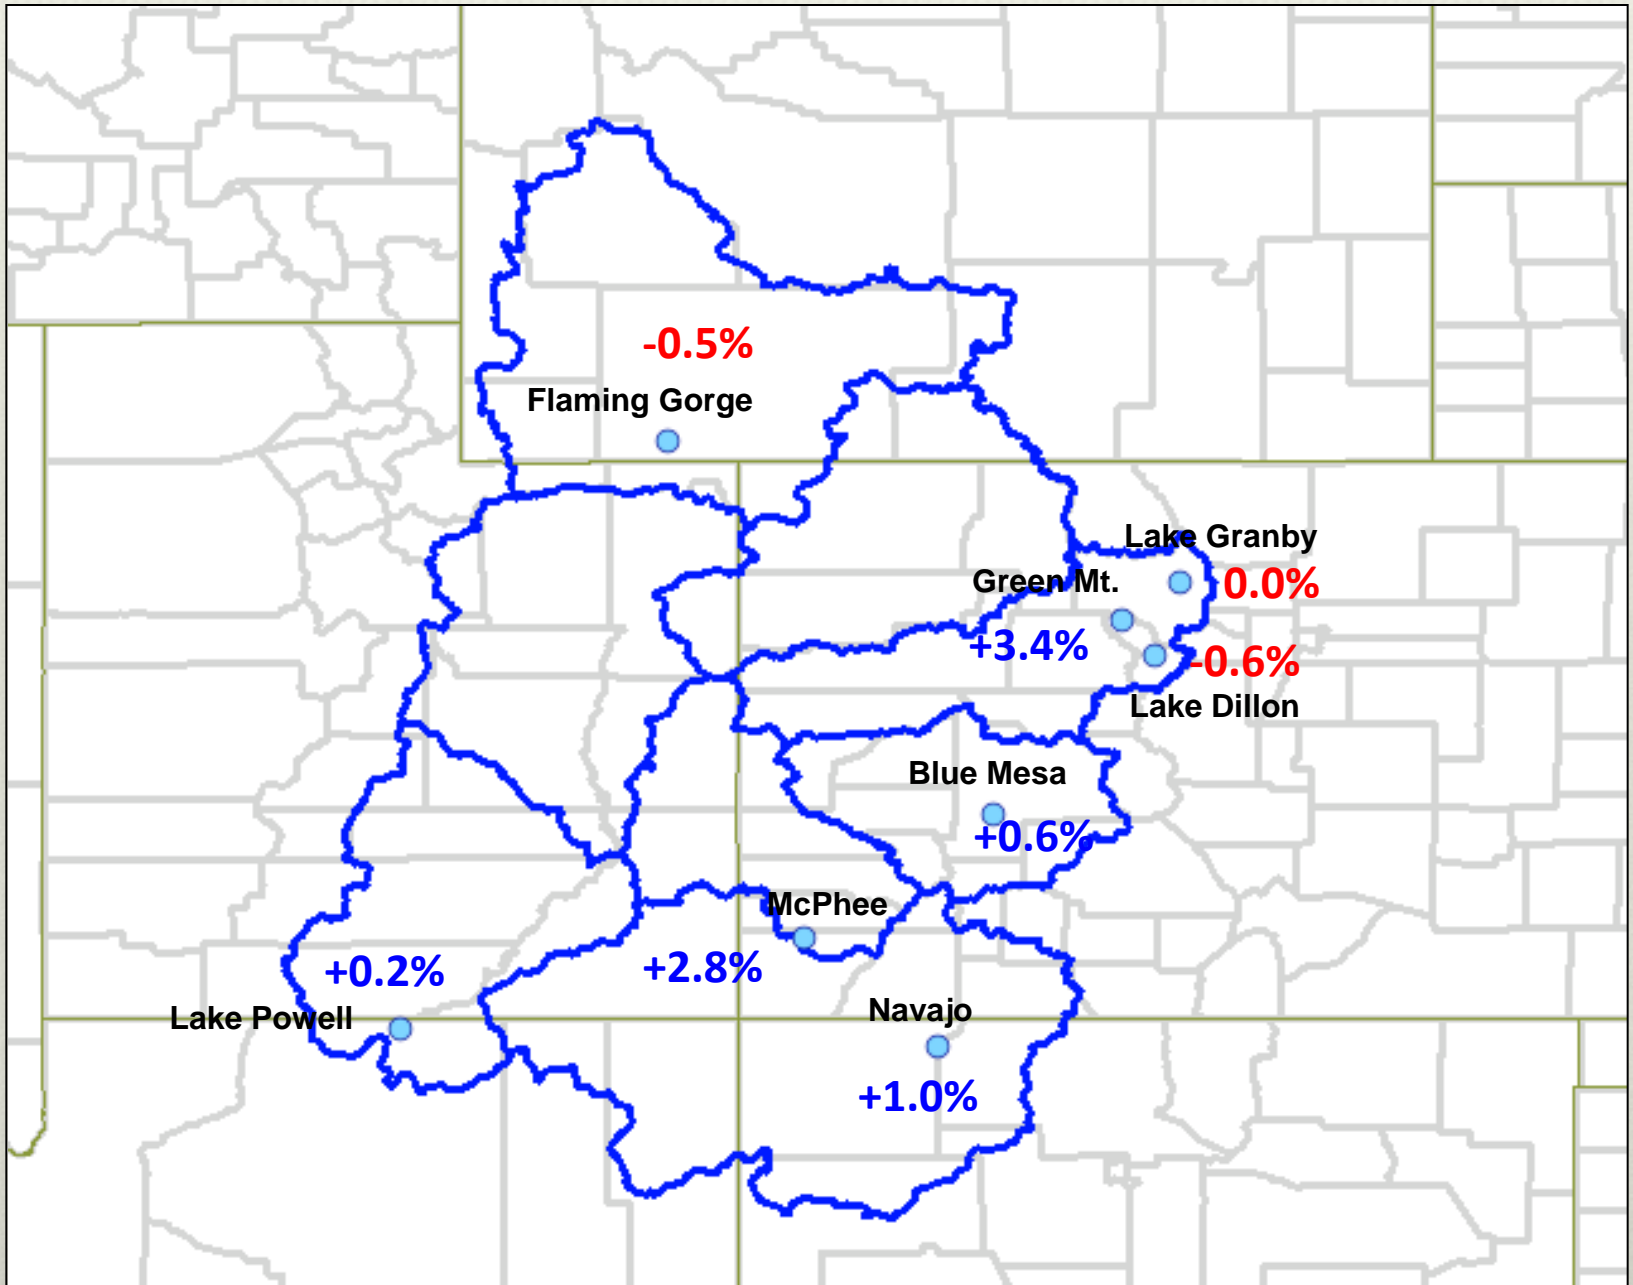 -0.5%
Flaming Gorge
Lake Granby
Green Mt.
0.0%
+3.4%
-0.6%
Lake Dillon
Blue Mesa
+0.6%
McPhee
+2.8%
+0.2%
Lake Powell
Navajo
+1.0%